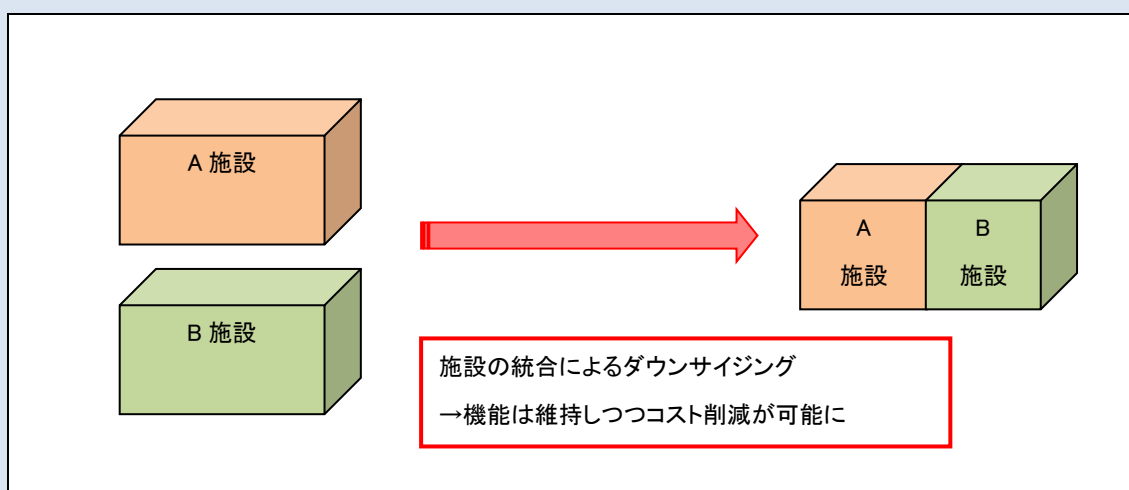 A 施設
B 施設
A
施設
B
施設
施設の統合によるダウンサイジング
→機能は維持しつつコスト削減が可能に